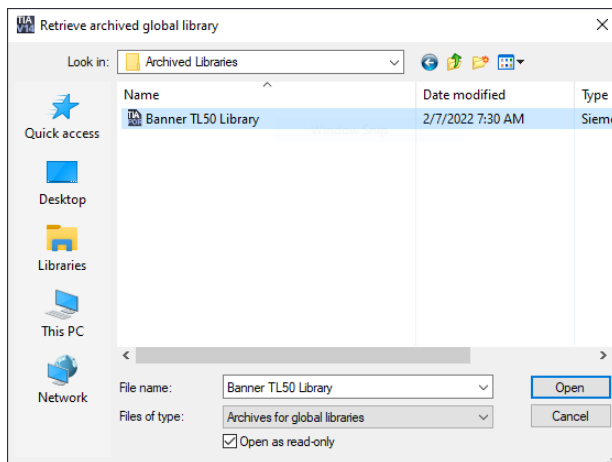 TIA V14 Retrieve archived global library
Look in: Archived Libraries
Name Date modified Type
Banner TL50 Library 2/7/2022 7:30 AM Sieme
Quick access
Desktop
Libraries
This PC
Network
File name: Banner TL50 Library Open
Files of type: Archives for global libraries Cancel
Open as read-only